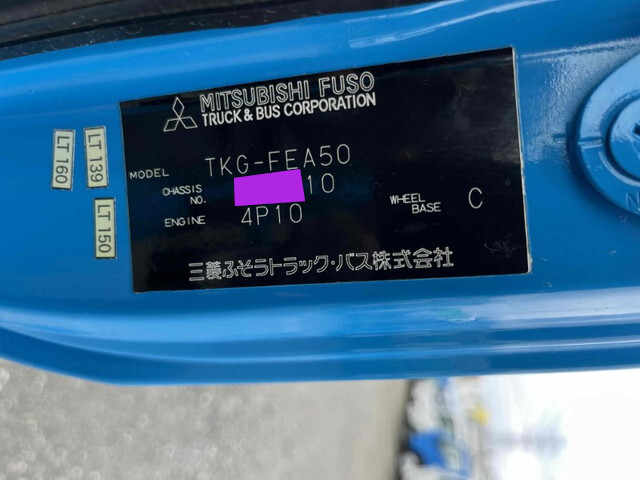 MITSUBISHI FUSO
TRUCK & BUS CORPORATION
MODEL TKG-FEA50
CHASSIS NO. 10
ENGINE 4P10
WHEEL BASE C
三菱ふそうトラック・バス株式会社
LT 160
LT 139
LT 150